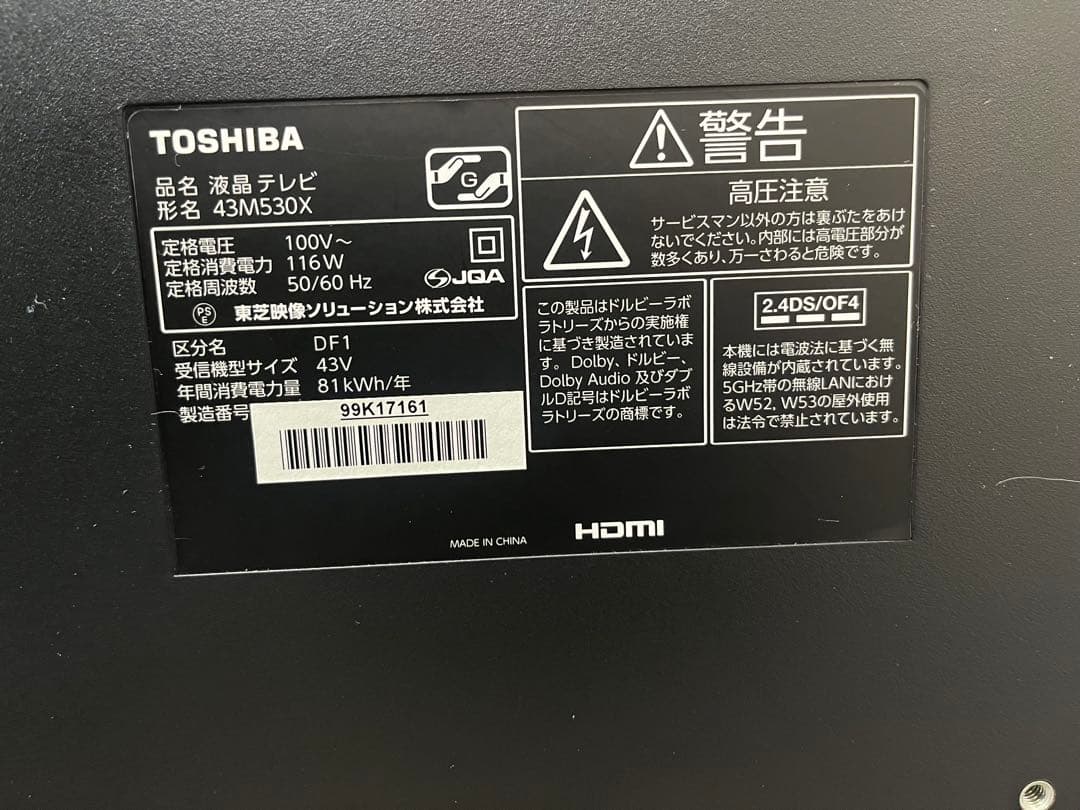 TOSHIBA
品名 液晶テレビ
形名 43M530X
G
定格電圧 100V～
定格消費電力 116W
定格周波数 50/60 Hz
JQA
PSE 東芝映像ソリューション株式会社
区分名 DF1
受信機型サイズ 43V
年間消費電力量 81kWh/年
製造番号
99K17161
警告
高圧注意
サービスマン以外の方は裏ぶたをあけ
ないでください。内部には高電圧部分が
数多くあり、万一さわると危険です。
この製品はドルビーラボ
ラトリーズからの実施権
に基づき製造されていま
す。Dolby、ドルビー、
Dolby Audio 及びダブ
ルD記号はドルビーラボ
ラトリーズの商標です。
2.4DS/OF4
本機には電波法に基づく無
線設備が内蔵されています。
5GHz帯の無線LANにおけ
るW52、W53の屋外使用
は法令で禁止されています。
MADE IN CHINA
HDMI